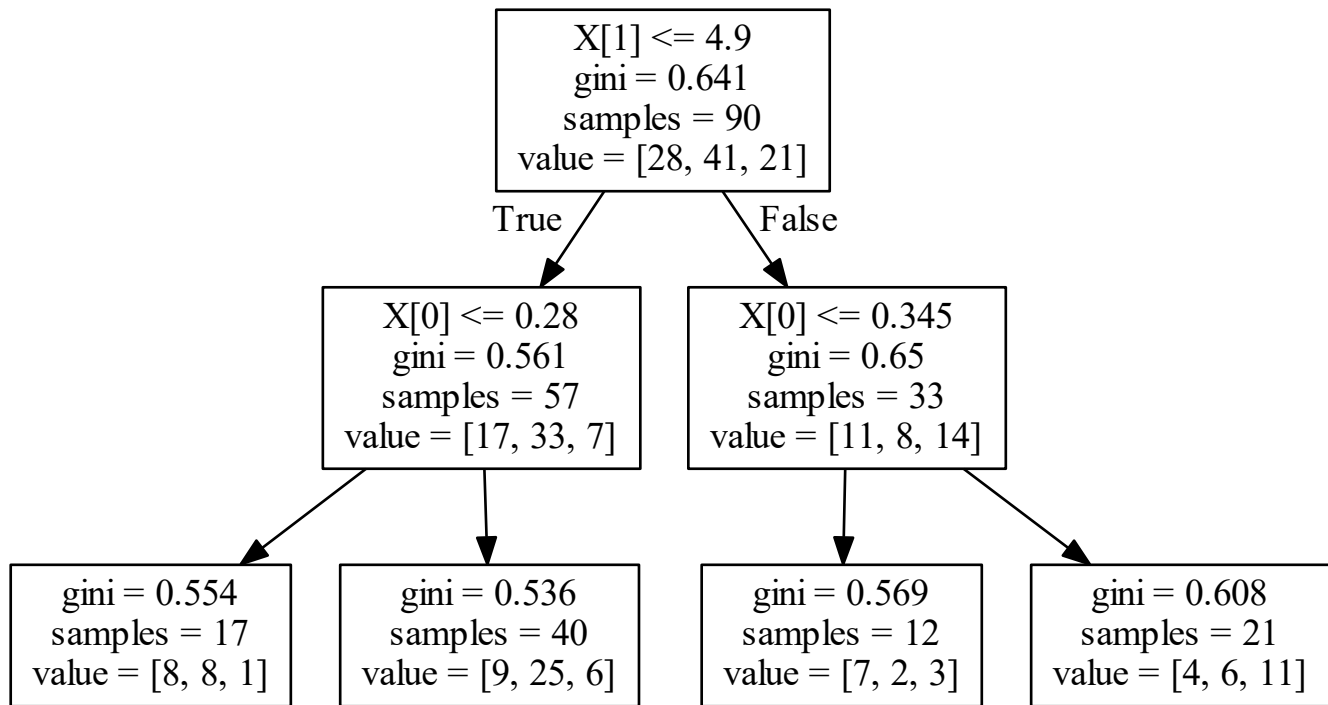 X[1] <= 4.9
gini = 0.641
samples = 90
value = [28, 41, 21]
True
False
X[0] <= 0.28
gini = 0.561
samples = 57
value = [17, 33, 7]
X[0] <= 0.345
gini = 0.65
samples = 33
value = [11, 8, 14]
gini = 0.554
samples = 17
value = [8, 8, 1]
gini = 0.536
samples = 40
value = [9, 25, 6]
gini = 0.569
samples = 12
value = [7, 2, 3]
gini = 0.608
samples = 21
value = [4, 6, 11]